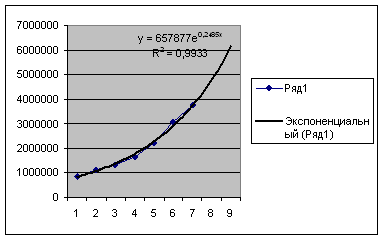 7000000
6000000
5000000
4000000
3000000
2000000
1000000
0
y = 657877e^0,2485x
R² = 0,9933
1 2 3 4 5 6 7 8 9
Ряд1
Экспоненциальн
ый (Ряд1)